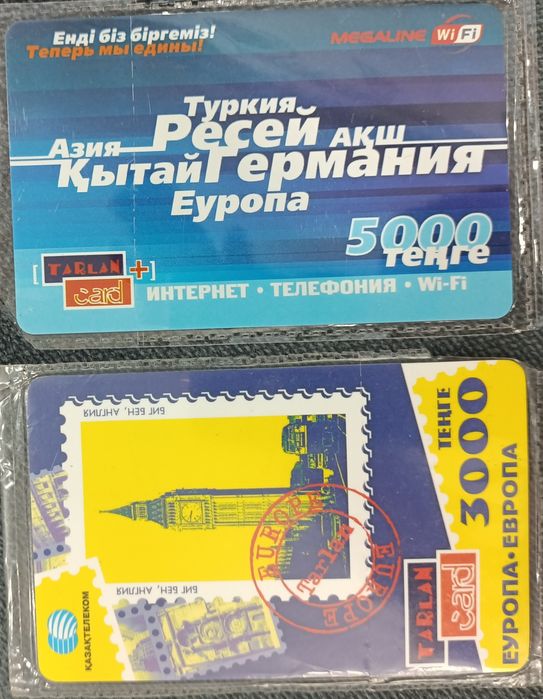 Енді біз біргеміз!
Теперь мы едины!
MEGALINE Wi Fi
Туркия
Азия Ресей АҚШ
Қытай Германия
Еуропа
5000
теңге
[TARLAN+]
card
ИНТЕРНЕТ • ТЕЛЕФОНИЯ • Wi-Fi
БИГ БЕН, АНГЛИЯ
БИГ БЕН, АНГЛИЯ
EUROPE
Tarlan
EUROPE
ҚАЗАҚТЕЛЕКОМ
TARLAN
card
3000
ТЕҢГЕ
ЕУРОПА•ЕВРОПА